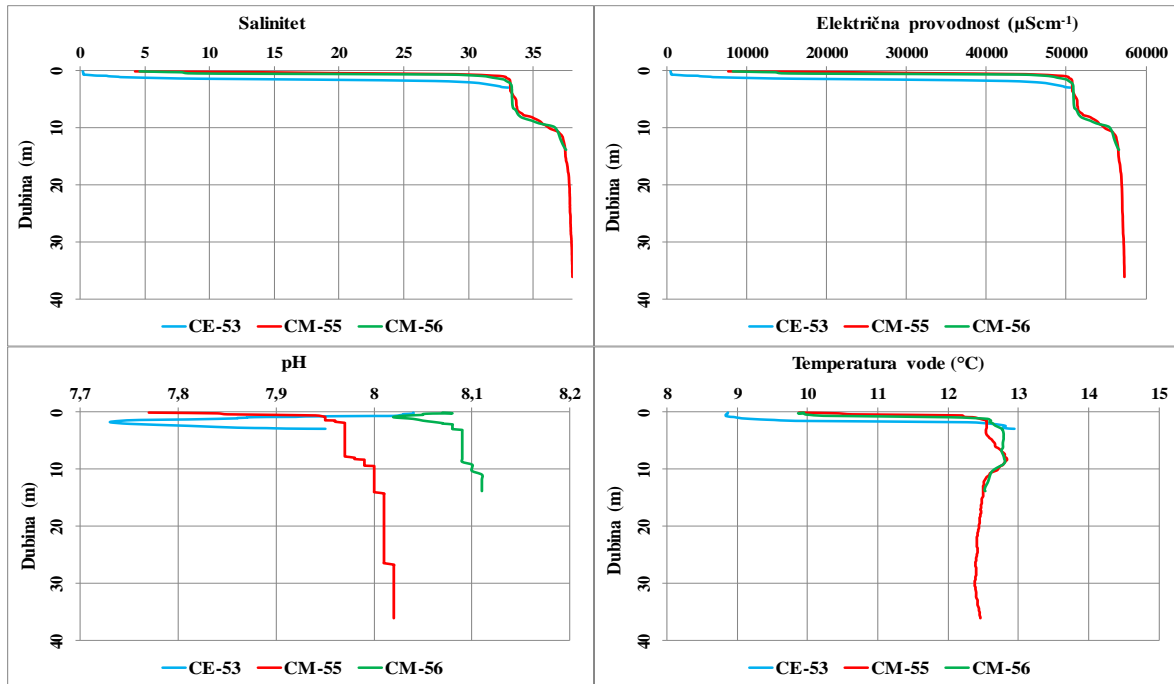 Salinitet
0 5 10 15 20 25 30 35
Dubina (m)
0
10
20
30
40
CE-53 CM-55 CM-56
Električna provodnost (µScm⁻¹)
0 10000 20000 30000 40000 50000 60000
Dubina (m)
0
10
20
30
40
CE-53 CM-55 CM-56
pH
7,7 7,8 7,9 8 8,1 8,2
Dubina (m)
0
10
20
30
40
CE-53 CM-55 CM-56
Temperatura vode (°C)
8 9 10 11 12 13 14 15
Dubina (m)
0
10
20
30
40
CE-53 CM-55 CM-56